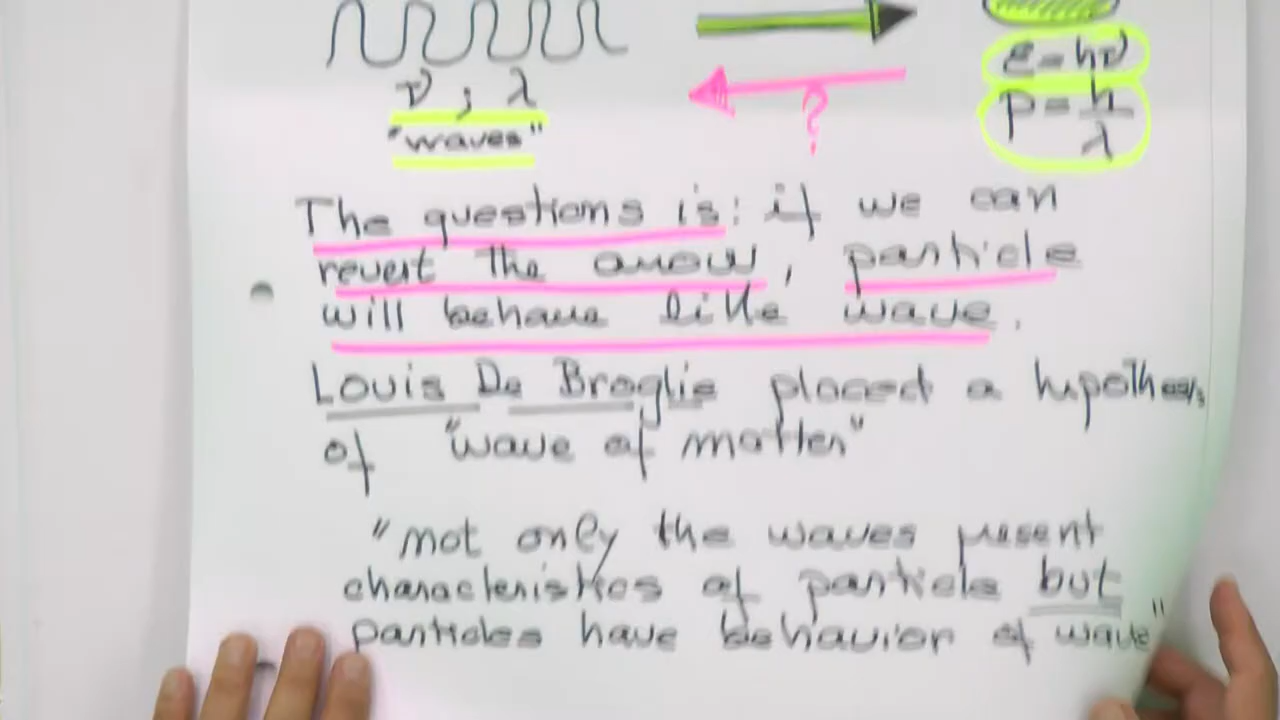 ν ; λ
"waves"
ε = hν
p = h/λ
?
The questions is: if we can
revert the arrow, particle
will behave like wave.
Louis De Broglie placed a hipothesis
of "wave of matter"
"not only the waves present
characteristics of particle but
particles have behavior of wave"